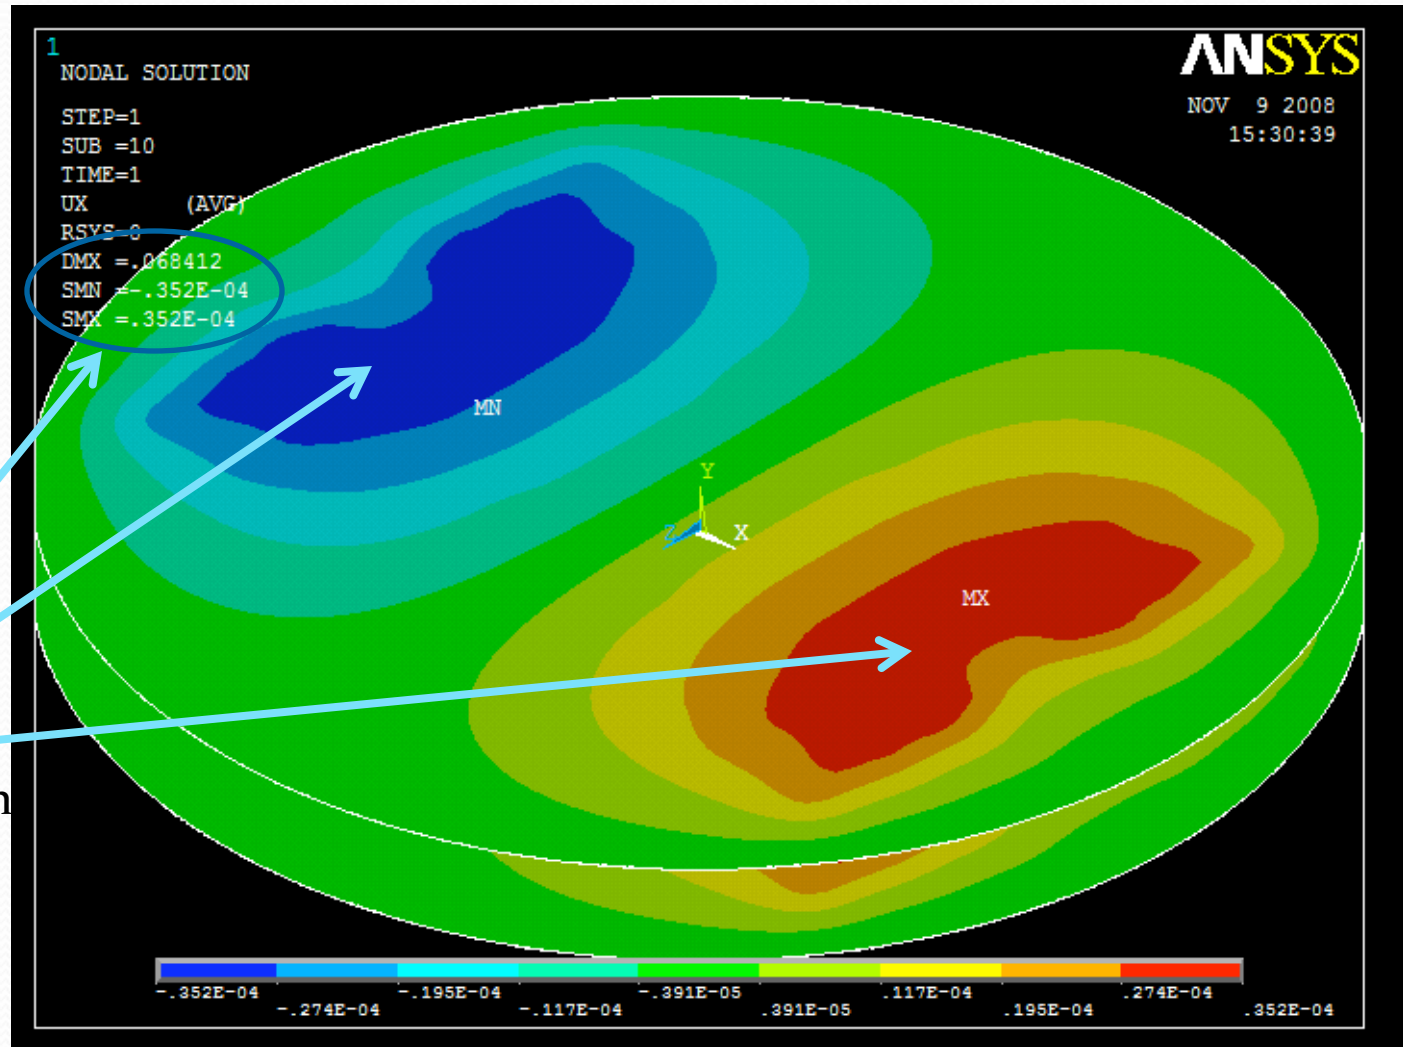 1
NODAL SOLUTION
STEP=1
SUB =10
TIME=1
UX (AVG)
RSYS=0
DMX =.068412
SMN =-.352E-04
SMX =.352E-04
ANSYS
NOV 9 2008
15:30:39
MN
Y
Z X
MX
-.352E-04 -.195E-04 -.391E-05 .117E-04 .274E-04
-.274E-04 -.117E-04 .391E-05 .195E-04 .352E-04